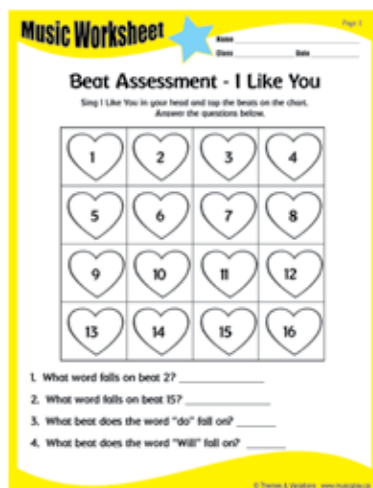 Music Worksheet
Page 1
Name
Class Date
Beat Assessment - I Like You
Sing I Like You in your head and tap the beats on the chart.
Answer the questions below.
1 2 3 4
5 6 7 8
9 10 11 12
13 14 15 16
1. What word falls on beat 2?
2. What word falls on beat 15?
3. What beat does the word "do" fall on?
4. What beat does the word "Will" fall on?
© Themes & Variations www.musicplay.ca